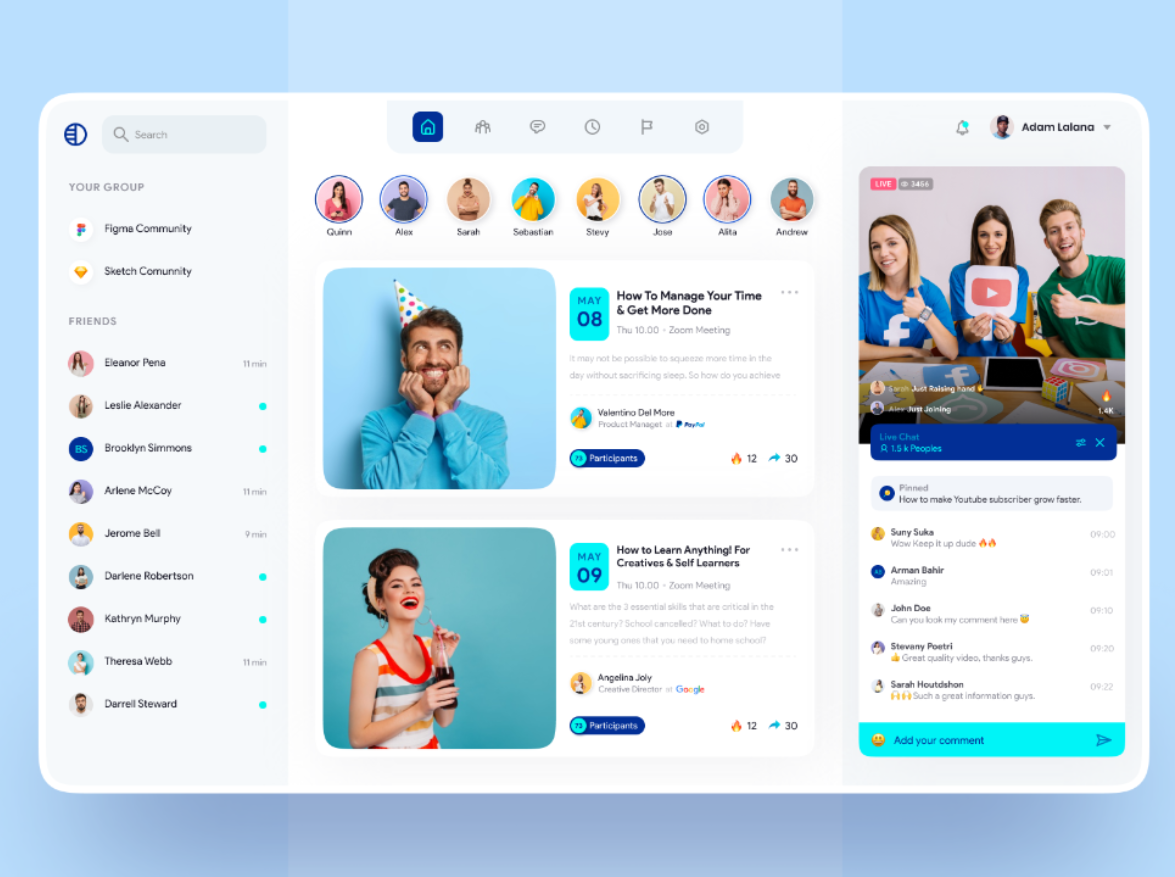 Search
YOUR GROUP
Figma Community
Sketch Comunnity
FRIENDS
Eleanor Pena
11 min
Leslie Alexander
BS
Brooklyn Simmons
Arlene McCoy
11 min
Jerome Bell
9 min
Darlene Robertson
Kathryn Murphy
Theresa Webb
11 min
Darrell Steward
Quinn
Alex
Sarah
Sebastian
Stevy
Jose
Alita
Andrew
MAY
08
How To Manage Your Time
& Get More Done
Thu 10.00 • Zoom Meeting
It may not be possible to squeeze more time in the
day without sacrificing sleep. So how do you achieve
Valentino Del More
Product Managet at PayPal
73 Participants
🔥 12
30
MAY
09
How to Learn Anything! For
Creatives & Self Learners
Thu 10.00 • Zoom Meeting
What are the 3 essential skills that are critical in the
21st century? School cancelled? What to do? Have
some young ones that you need to home school?
Angelina Joly
Creative Director at Google
73 Participants
🔥 12
30
Adam Lalana
LIVE
3456
Sarah Just Raising hand
Alex Just Joining
🔥
1.4K
Live Chat
1.5 k Peoples
Pinned
How to make Youtube subscriber grow faster.
Suny Suka
09:00
Wow Keep it up dude 🔥🔥
Arman Bahir
09:01
Amazing
John Doe
09:10
Can you look my comment here 😇
Stevany Poetri
09:20
👍 Great quality video, thanks guys.
Sarah Houtdshon
09:22
🙌🙌 Such a great information guys.
😀 Add your comment